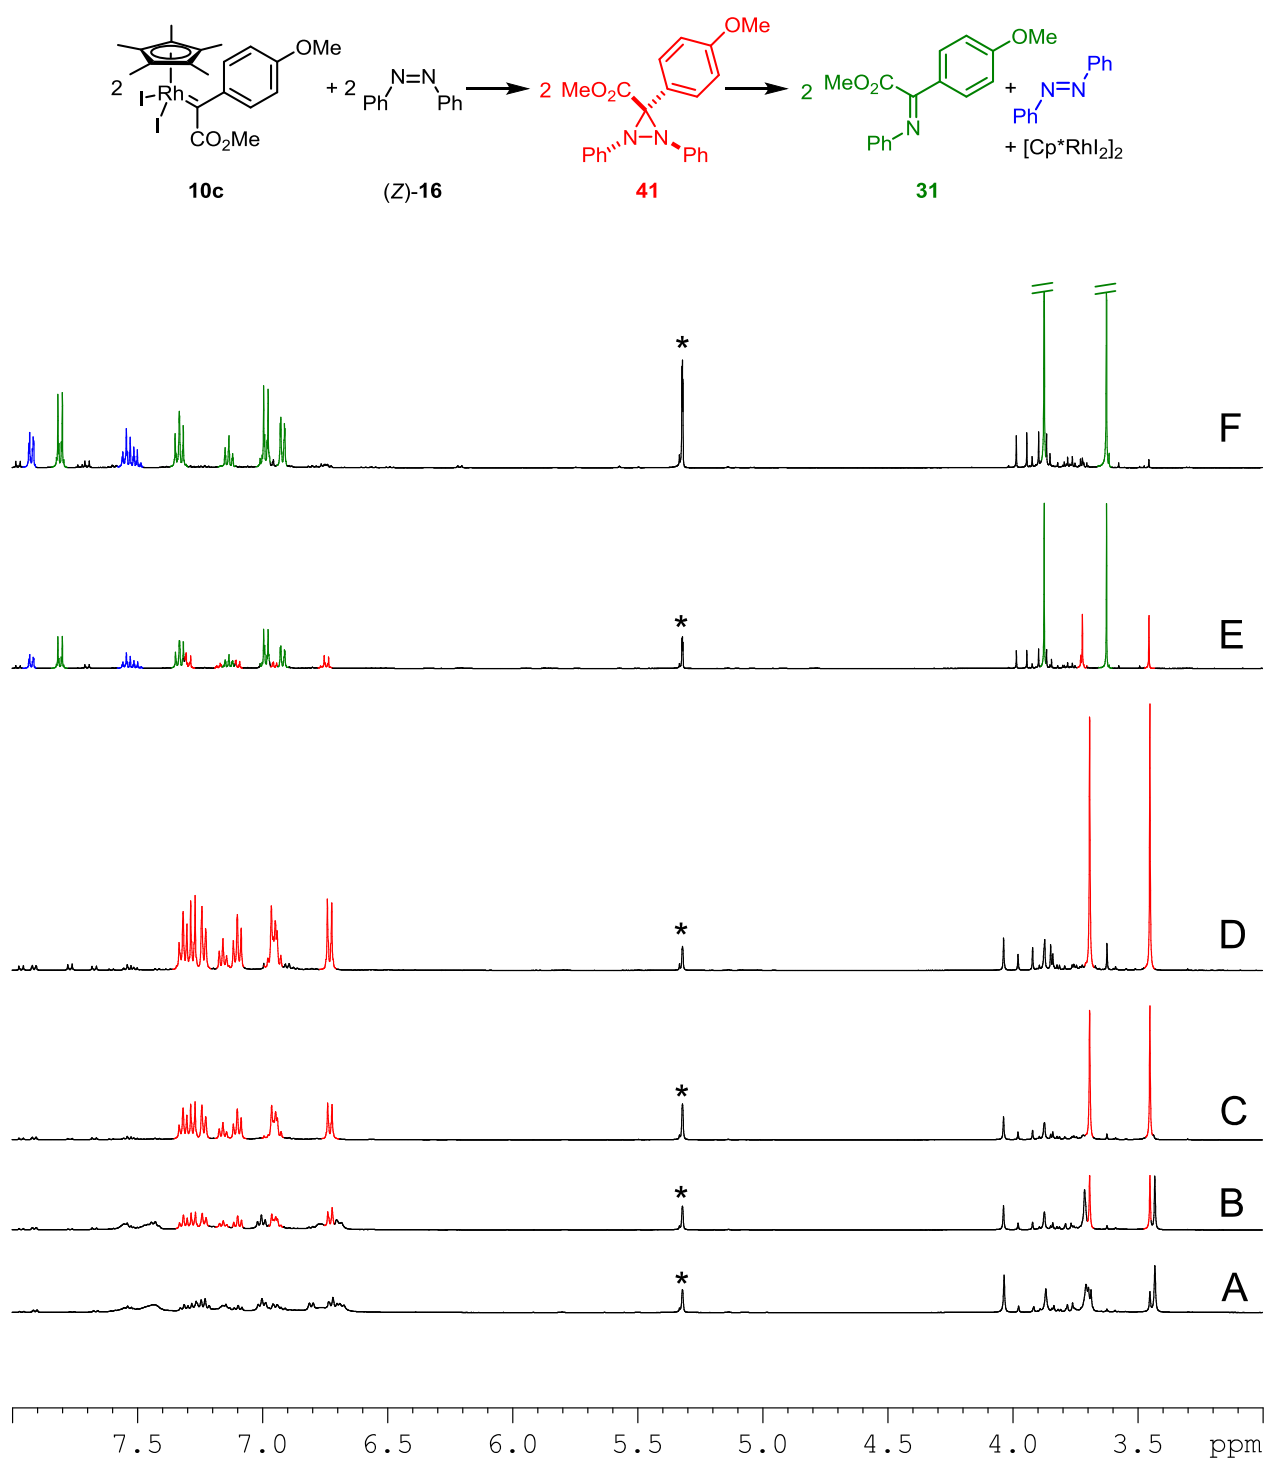 2 Rh I I OMe CO₂Me + 2 N=N Ph Ph 2 MeO₂C OMe N N Ph Ph 2 MeO₂C OMe N Ph + N=N Ph Ph
+ [Cp*RhI₂]₂
10c (Z)-16 41 31
* F
* E
* D
* C
* B
* A
7.5 7.0 6.5 6.0 5.5 5.0 4.5 4.0 3.5 ppm